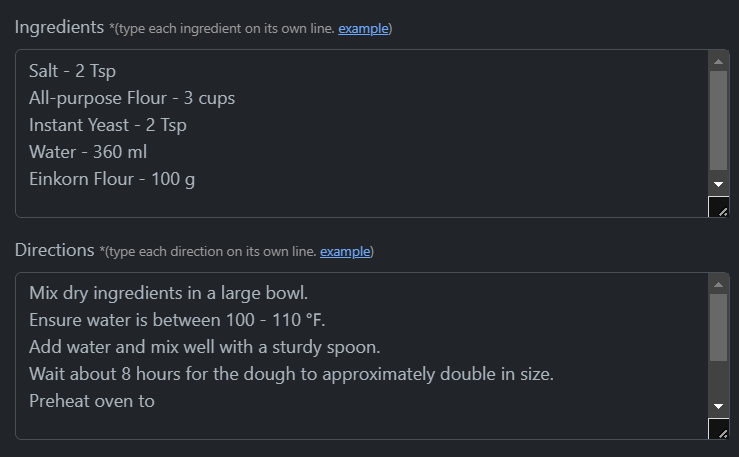 Ingredients *(type each ingredient on its own line. example)
Salt - 2 Tsp
All-purpose Flour - 3 cups
Instant Yeast - 2 Tsp
Water - 360 ml
Einkorn Flour - 100 g
Directions *(type each direction on its own line. example)
Mix dry ingredients in a large bowl.
Ensure water is between 100 - 110 °F.
Add water and mix well with a sturdy spoon.
Wait about 8 hours for the dough to approximately double in size.
Preheat oven to